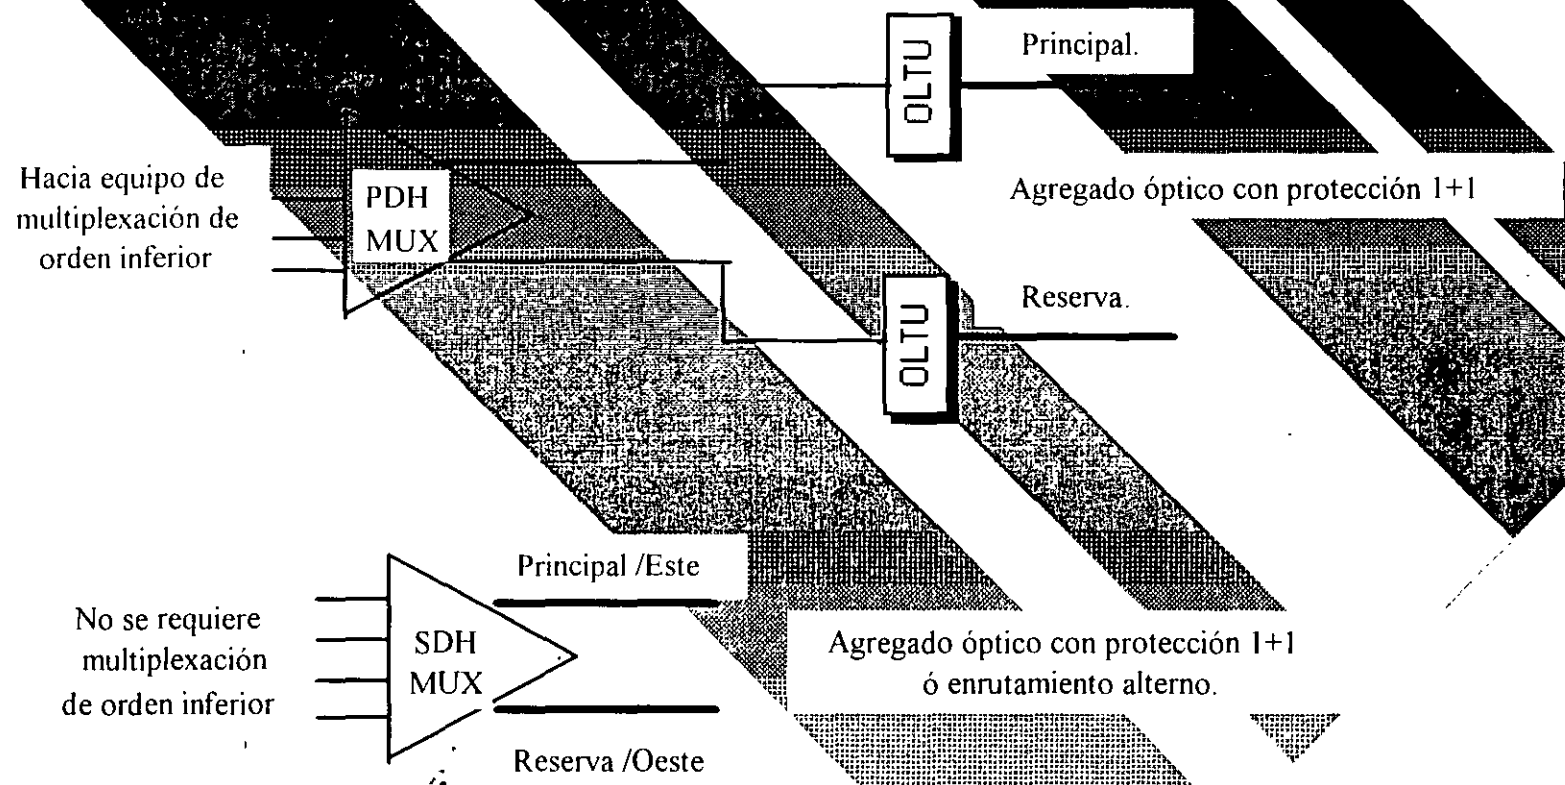 OLTU
Principal.
Hacia equipo de
multiplexación de
orden inferior
PDH
MUX
Agregado óptico con protección 1+1
OLTU
Reserva.
Principal /Este
No se requiere
multiplexación
de orden inferior
SDH
MUX
Agregado óptico con protección 1+1
ó enrutamiento alterno.
Reserva /Oeste